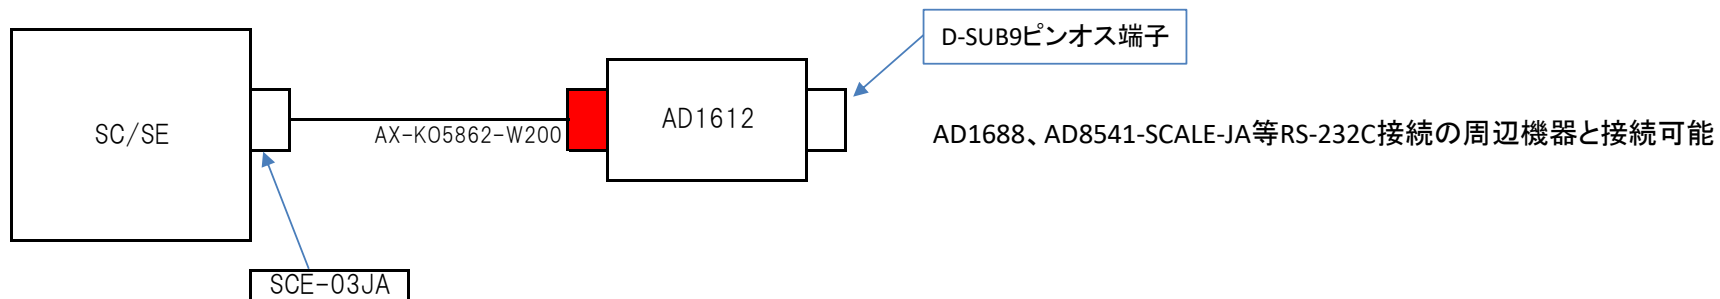 D-SUB9ピンオス端子
SC/SE
AX-KO5862-W200
AD1612
AD1688、AD8541-SCALE-JA等RS-232C接続の周辺機器と接続可能
SCE-03JA